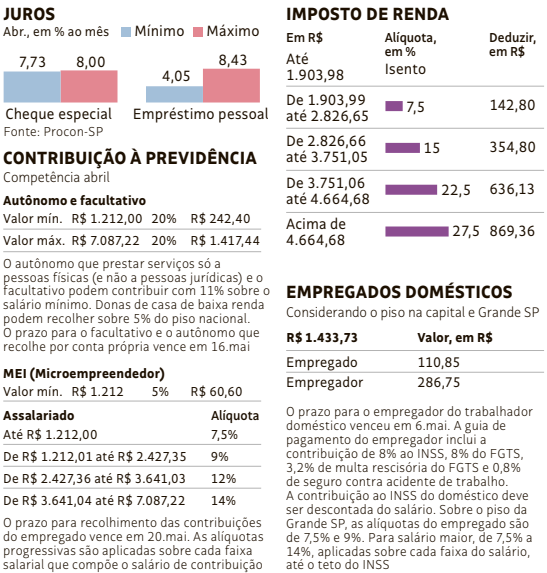 JUROS
Abr., em % ao mês Mínimo Máximo
7,73 8,00 4,05 8,43
Cheque especial Empréstimo pessoal
Fonte: Procon-SP
CONTRIBUIÇÃO À PREVIDÊNCIA
Competência abril
Autônomo e facultativo
Valor mín. R$ 1.212,00 20% R$ 242,40
Valor máx. R$ 7.087,22 20% R$ 1.417,44
O autônomo que prestar serviços só a
pessoas físicas (e não a pessoas jurídicas) e o
facultativo podem contribuir com 11% sobre o
salário mínimo. Donas de casa de baixa renda
podem recolher sobre 5% do piso nacional.
O prazo para o facultativo e o autônomo que
recolhe por conta própria vence em 16.mai
MEI (Microempreendedor)
Valor mín. R$ 1.212 5% R$ 60,60
Assalariado Alíquota
Até R$ 1.212,00 7,5%
De R$ 1.212,01 até R$ 2.427,35 9%
De R$ 2.427,36 até R$ 3.641,03 12%
De R$ 3.641,04 até R$ 7.087,22 14%
O prazo para recolhimento das contribuições
do empregado vence em 20.mai. As alíquotas
progressivas são aplicadas sobre cada faixa
salarial que compõe o salário de contribuição
IMPOSTO DE RENDA
Em R$ Alíquota, Deduzir,
em % em R$
Até
1.903,98 Isento
De 1.903,99
até 2.826,65 7,5 142,80
De 2.826,66
até 3.751,05 15 354,80
De 3.751,06
até 4.664,68 22,5 636,13
Acima de
4.664,68 27,5 869,36
EMPREGADOS DOMÉSTICOS
Considerando o piso na capital e Grande SP
R$ 1.433,73 Valor, em R$
Empregado 110,85
Empregador 286,75
O prazo para o empregador do trabalhador
doméstico venceu em 6.mai. A guia de
pagamento do empregador inclui a
contribuição de 8% ao INSS, 8% do FGTS,
3,2% de multa rescisória do FGTS e 0,8%
de seguro contra acidente de trabalho.
A contribuição ao INSS do doméstico deve
ser descontada do salário. Sobre o piso da
Grande SP, as alíquotas do empregado são
de 7,5% e 9%. Para salário maior, de 7,5% a
14%, aplicadas sobre cada faixa do salário,
até o teto do INSS